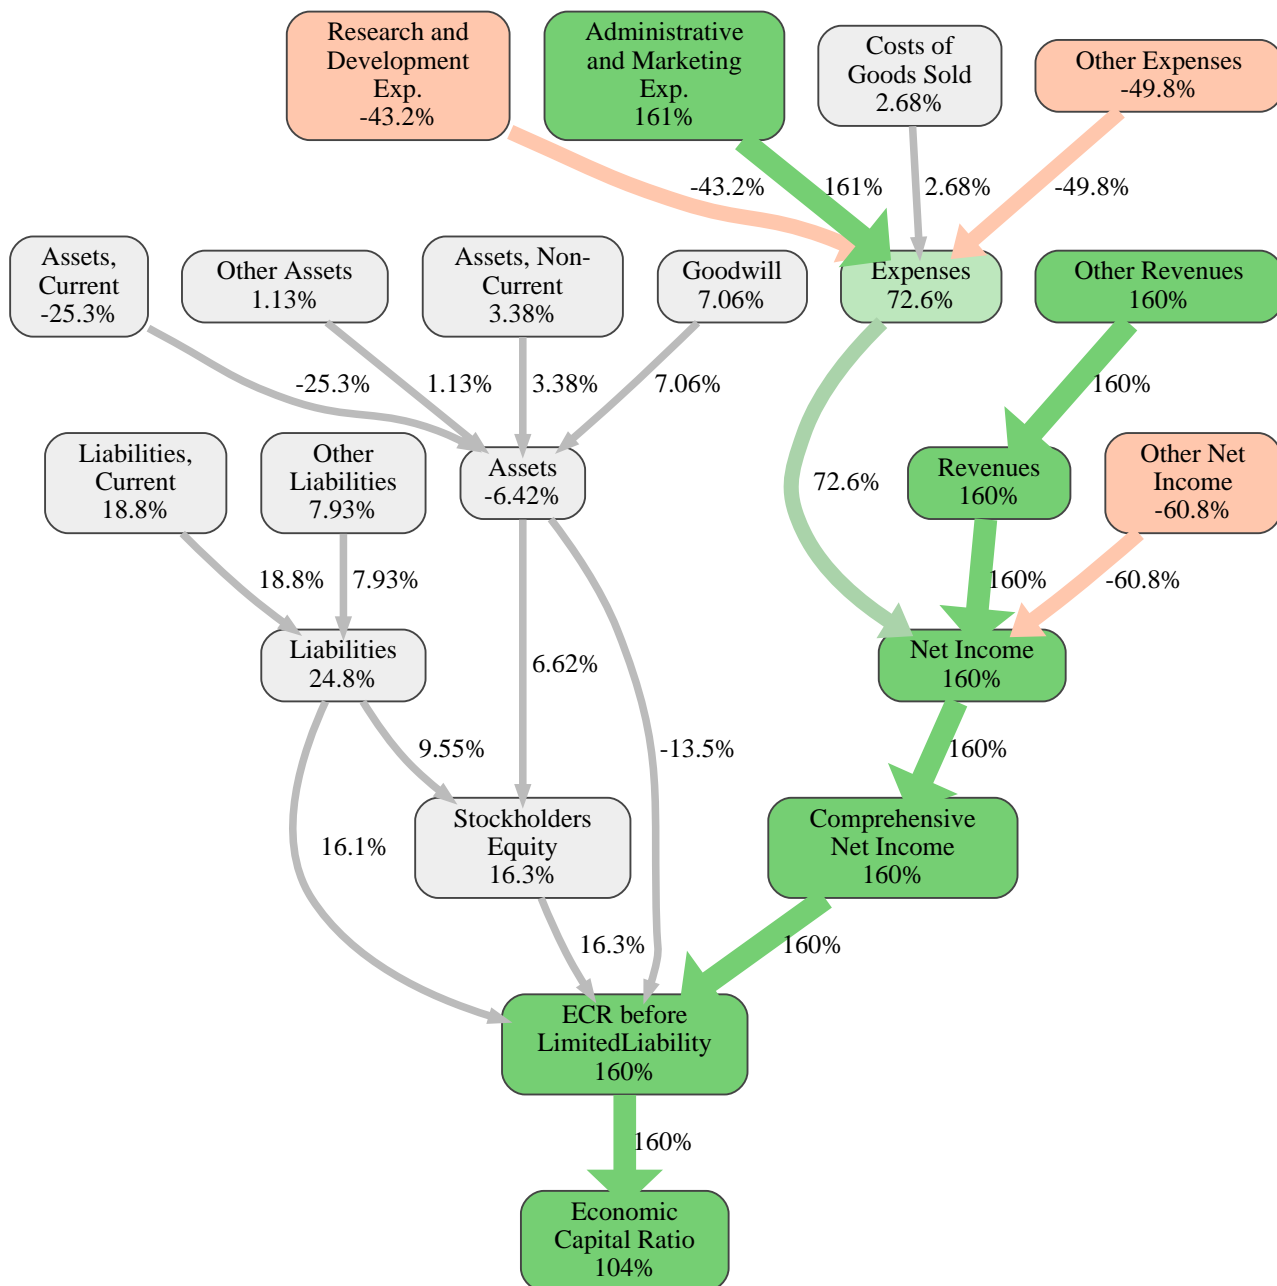 Research and
Development
Exp.
-43.2%
Administrative
and Marketing
Exp.
161%
Costs of
Goods Sold
2.68%
Other Expenses
-49.8%
-43.2%
161%
2.68%
-49.8%
Assets,
Current
-25.3%
Other Assets
1.13%
Assets, Non-
Current
3.38%
Goodwill
7.06%
Expenses
72.6%
Other Revenues
160%
-25.3%
1.13%
3.38%
7.06%
160%
Liabilities,
Current
18.8%
Other
Liabilities
7.93%
Assets
-6.42%
72.6%
Revenues
160%
Other Net
Income
-60.8%
18.8%
7.93%
160%
-60.8%
Liabilities
24.8%
6.62%
Net Income
160%
9.55%
-13.5%
160%
16.1%
Stockholders
Equity
16.3%
Comprehensive
Net Income
160%
16.3%
160%
ECR before
LimitedLiability
160%
160%
Economic
Capital Ratio
104%